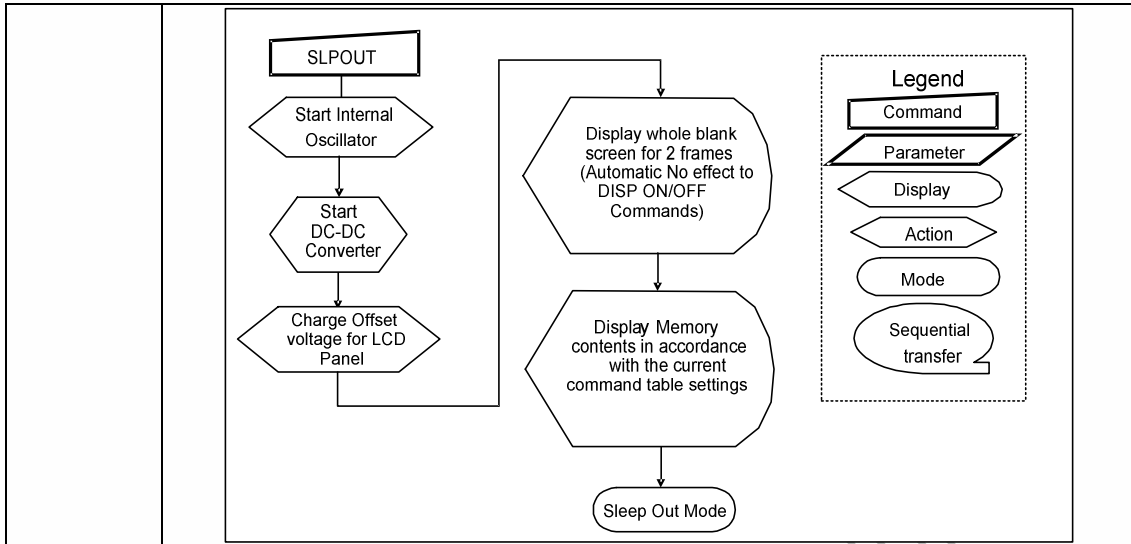 SLPOUT
Start Internal
Oscillator
Start
DC-DC
Converter
Charge Offset
voltage for LCD
Panel
Display whole blank
screen for 2 frames
(Automatic No effect to
DISP ON/OFF
Commands)
Display Memory
contents in accordance
with the current
command table settings
Sleep Out Mode
Legend
Command
Parameter
Display
Action
Mode
Sequential
transfer